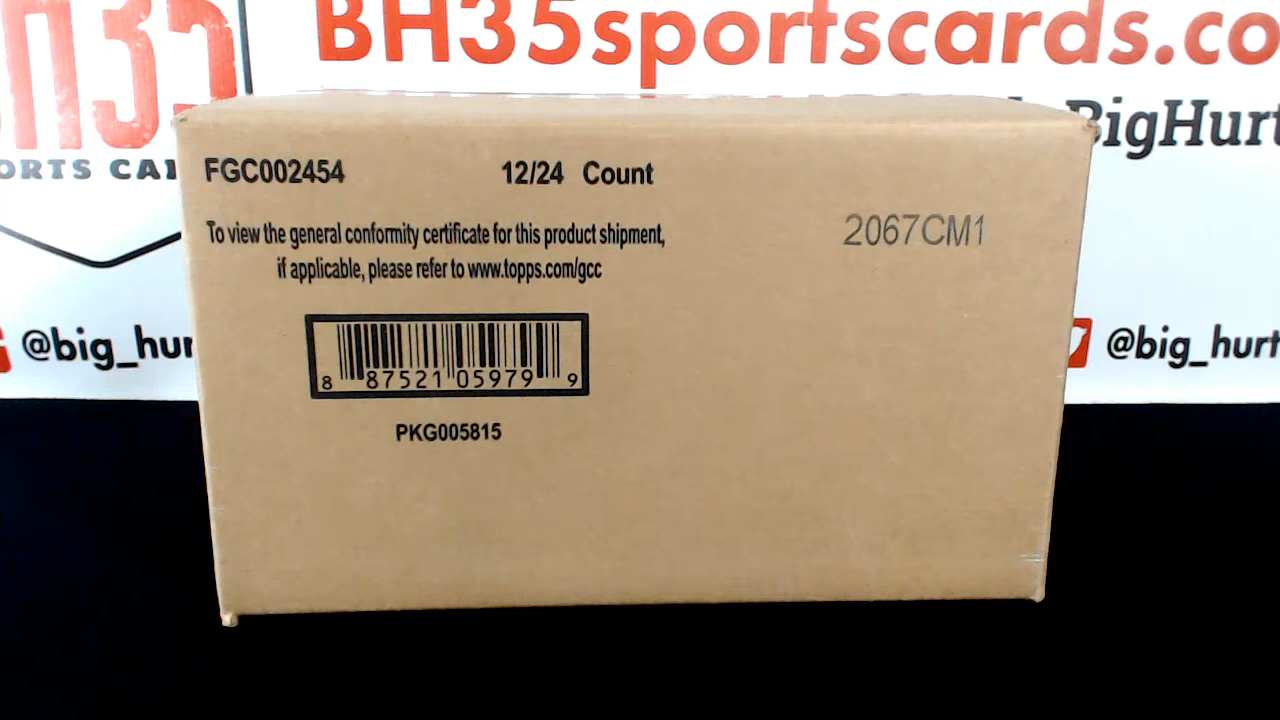 BH35sportscards.co
BH35
ORTS CA
BigHurt
FGC002454
12/24 Count
To view the general conformity certificate for this product shipment,
if applicable, please refer to www.topps.com/gcc
2067CM1
@big_hur
@big_hurt
8 87521 05979 9
PKG005815